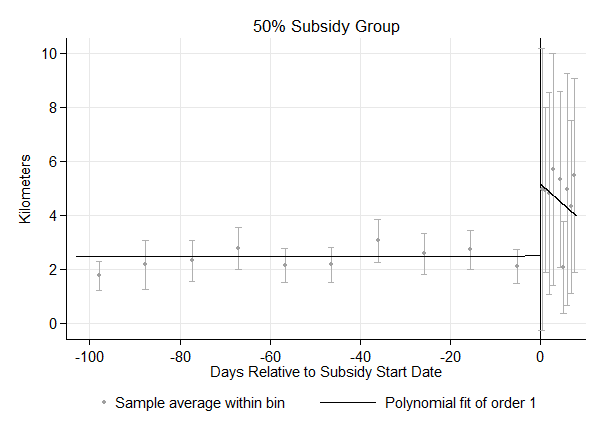 50% Subsidy Group
10
8
6
4
2
0
Kilometers
-100 -80 -60 -40 -20 0
Days Relative to Subsidy Start Date
Sample average within bin Polynomial fit of order 1